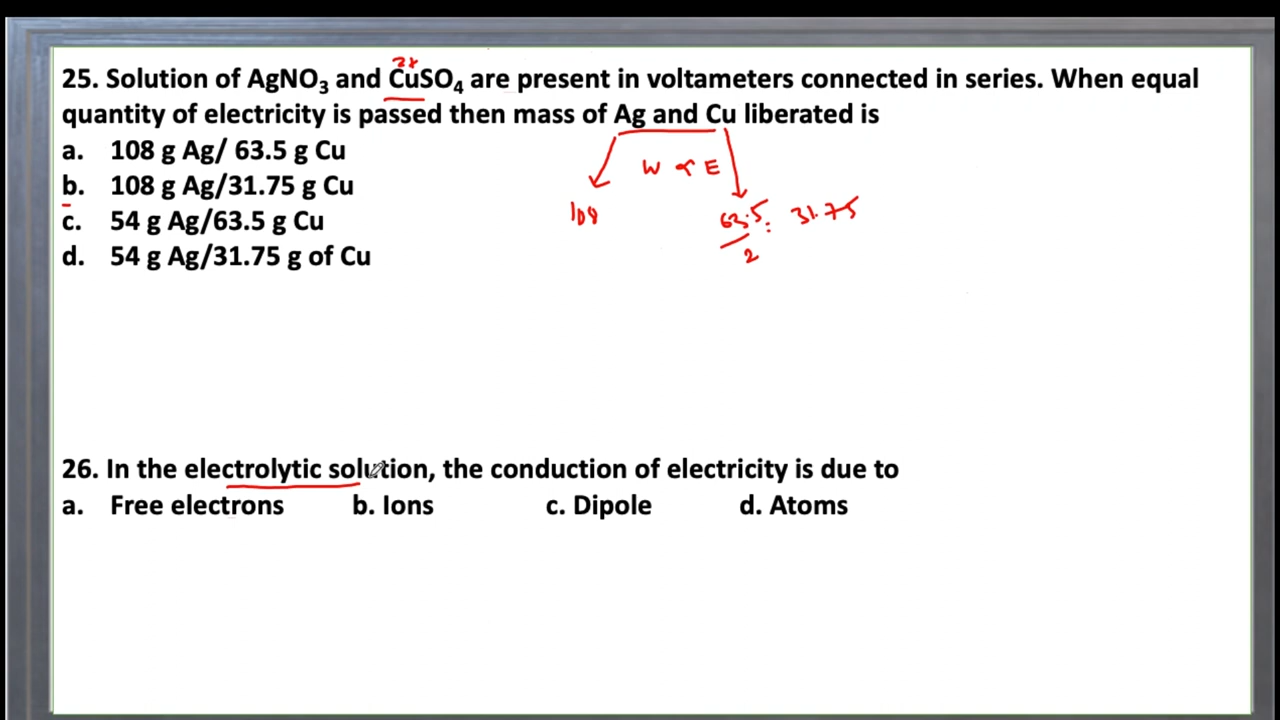 2+
25. Solution of AgNO₃ and CuSO₄ are present in voltameters connected in series. When equal
quantity of electricity is passed then mass of Ag and Cu liberated is
a. 108 g Ag/ 63.5 g Cu
b. 108 g Ag/31.75 g Cu
c. 54 g Ag/63.5 g Cu
d. 54 g Ag/31.75 g of Cu
W ∝ E
108
63.5/2 : 31.75
26. In the electrolytic solution, the conduction of electricity is due to
a. Free electrons b. Ions c. Dipole d. Atoms